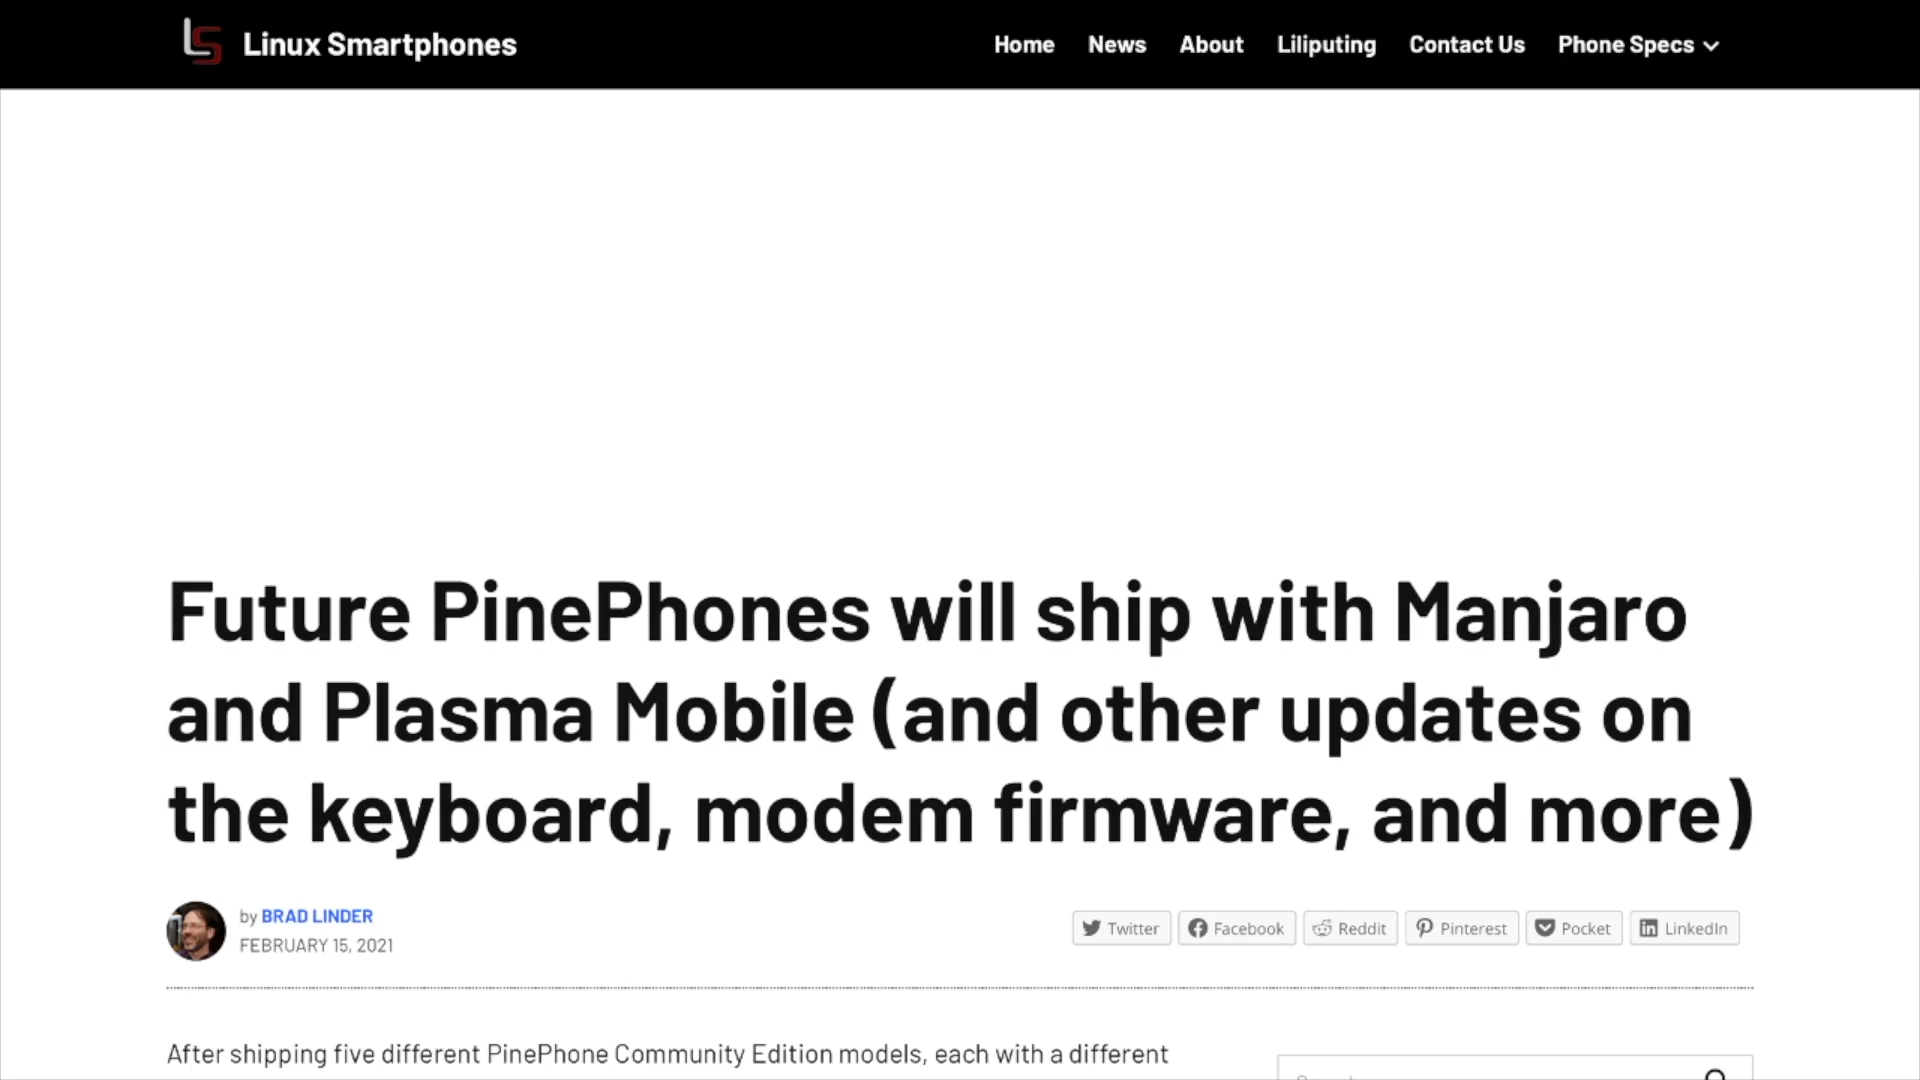 Linux Smartphones
Home News About Liliputing Contact Us Phone Specs
Future PinePhones will ship with Manjaro
and Plasma Mobile (and other updates on
the keyboard, modem firmware, and more)
by BRAD LINDER
FEBRUARY 15, 2021
Twitter Facebook Reddit Pinterest Pocket LinkedIn
After shipping five different PinePhone Community Edition models, each with a different